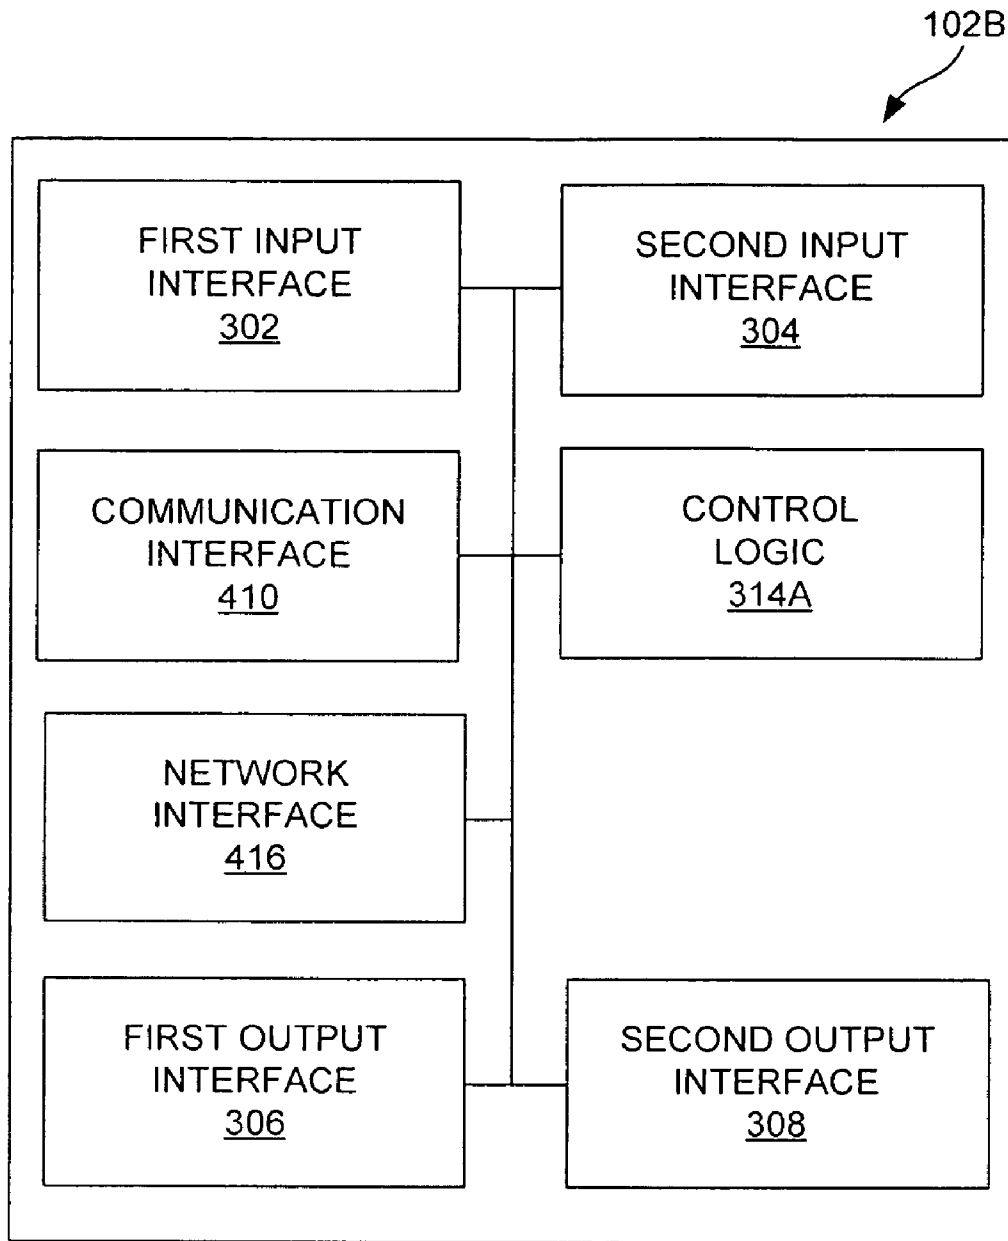 102B
FIRST INPUT
INTERFACE
302
SECOND INPUT
INTERFACE
304
COMMUNICATION
INTERFACE
410
CONTROL
LOGIC
314A
NETWORK
INTERFACE
416
FIRST OUTPUT
INTERFACE
306
SECOND OUTPUT
INTERFACE
308